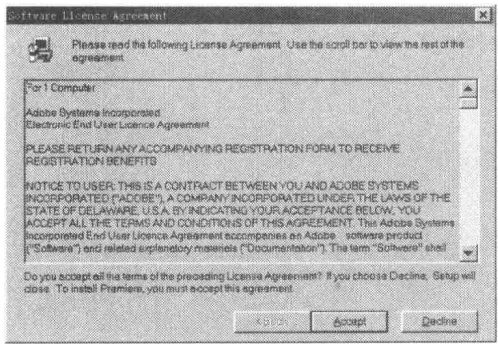 Software License Agreement
Please read the following License Agreement. Use the scroll bar to view the rest of the
agreement.
For 1 Computer
Adobe Systems Incorporated
Electronic End User Licence Agreement
PLEASE RETURN ANY ACCOMPANYING REGISTRATION FORM TO RECEIVE
REGISTRATION BENEFITS
NOTICE TO USER: THIS IS A CONTRACT BETWEEN YOU AND ADOBE SYSTEMS
INCORPORATED ("ADOBE"), A COMPANY INCORPORATED UNDER THE LAWS OF THE
STATE OF DELAWARE, U.S.A. BY INDICATING YOUR ACCEPTANCE BELOW, YOU
ACCEPT ALL THE TERMS AND CONDITIONS OF THIS AGREEMENT. This Adobe Systems
Incorporated End User Licence Agreement accompanies an Adobe software product
("Software") and related explanatory materials ("Documentation"). The term "Software" shall
Do you accept all the terms of the preceding License Agreement? If you choose Decline, Setup will
close. To install Premiere, you must accept this agreement.
< Back Accept Decline